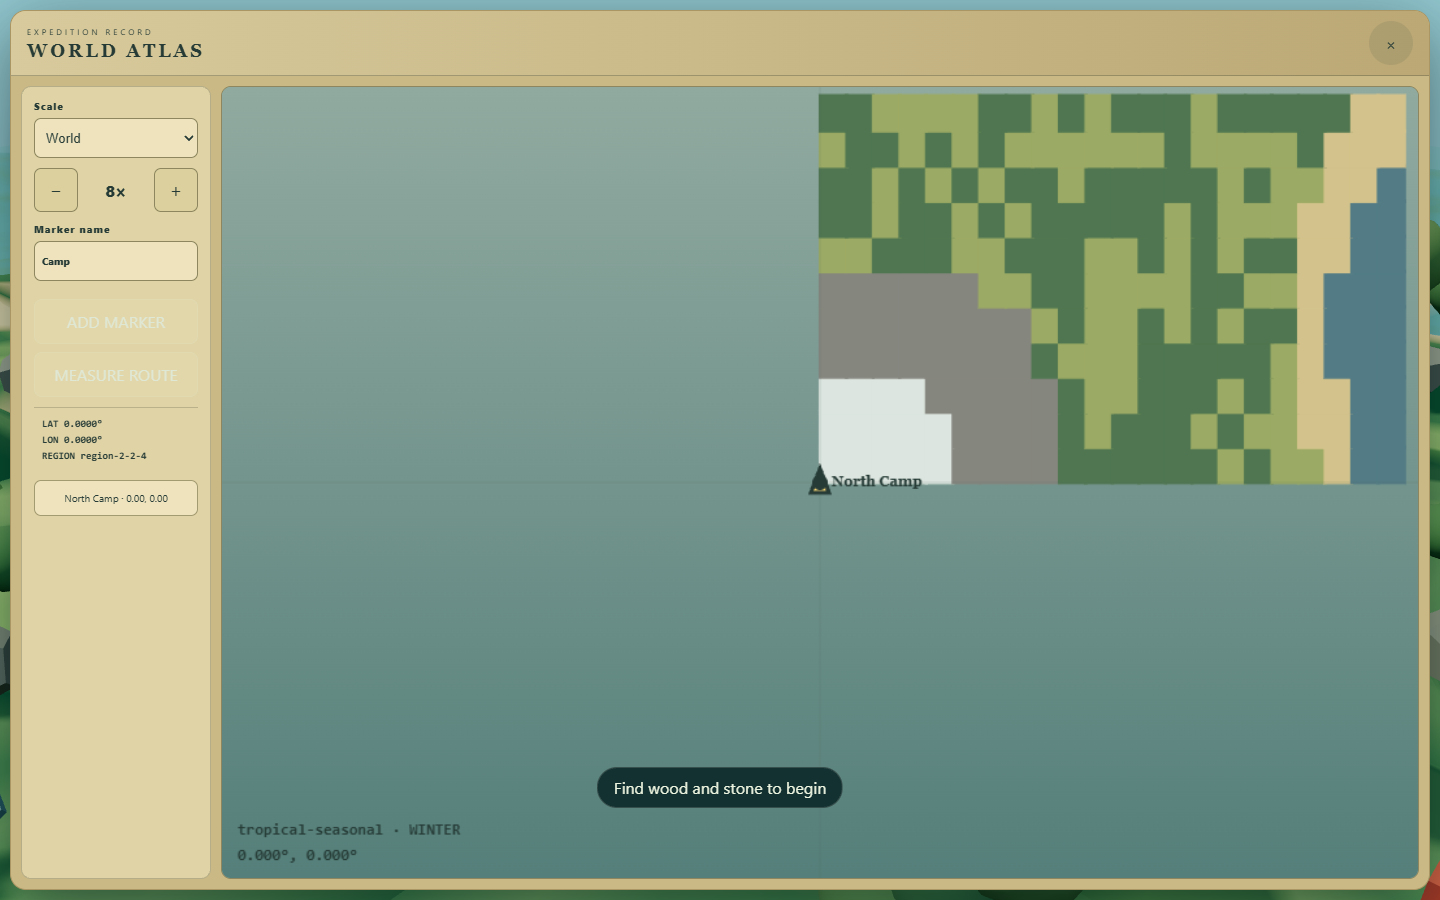 EXPEDITION RECORD
WORLD ATLAS
×
Scale
World
−
8×
+
Marker name
Camp
ADD MARKER
MEASURE ROUTE
LAT 0.0000°
LON 0.0000°
REGION region-2-2-4
North Camp · 0.00, 0.00
North Camp
Find wood and stone to begin
tropical-seasonal · WINTER
0.000°, 0.000°